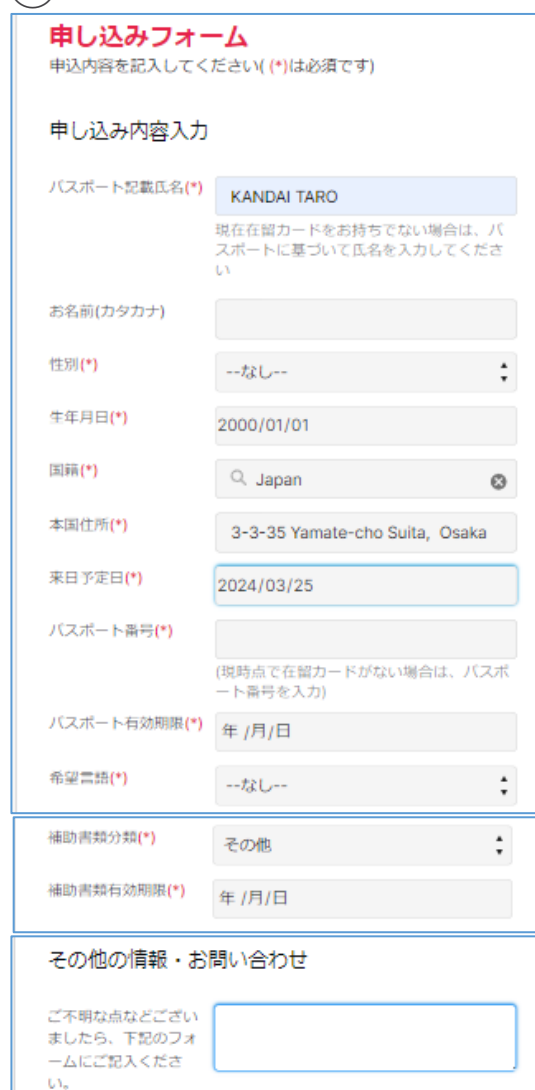 申し込みフォーム
申込内容を記入してください( (*)は必須です)
申し込み内容入力
パスポート記載氏名(*)
KANDAI TARO
現在在留カードをお持ちでない場合は、パ
スポートに基づいて氏名を入力してくださ
い
お名前(カタカナ)
性別(*)
--なし--
生年月日(*)
2000/01/01
国籍(*)
Japan
本国住所(*)
3-3-35 Yamate-cho Suita, Osaka
来日予定日(*)
2024/03/25
パスポート番号(*)
(現時点で在留カードがない場合は、パスポ
ート番号を入力)
パスポート有効期限(*)
年 /月/日
希望言語(*)
--なし--
補助書類分類(*)
その他
補助書類有効期限(*)
年 /月/日
その他の情報・お問い合わせ
ご不明な点などござい
ましたら、下記のフォ
ームにご記入くださ
い。